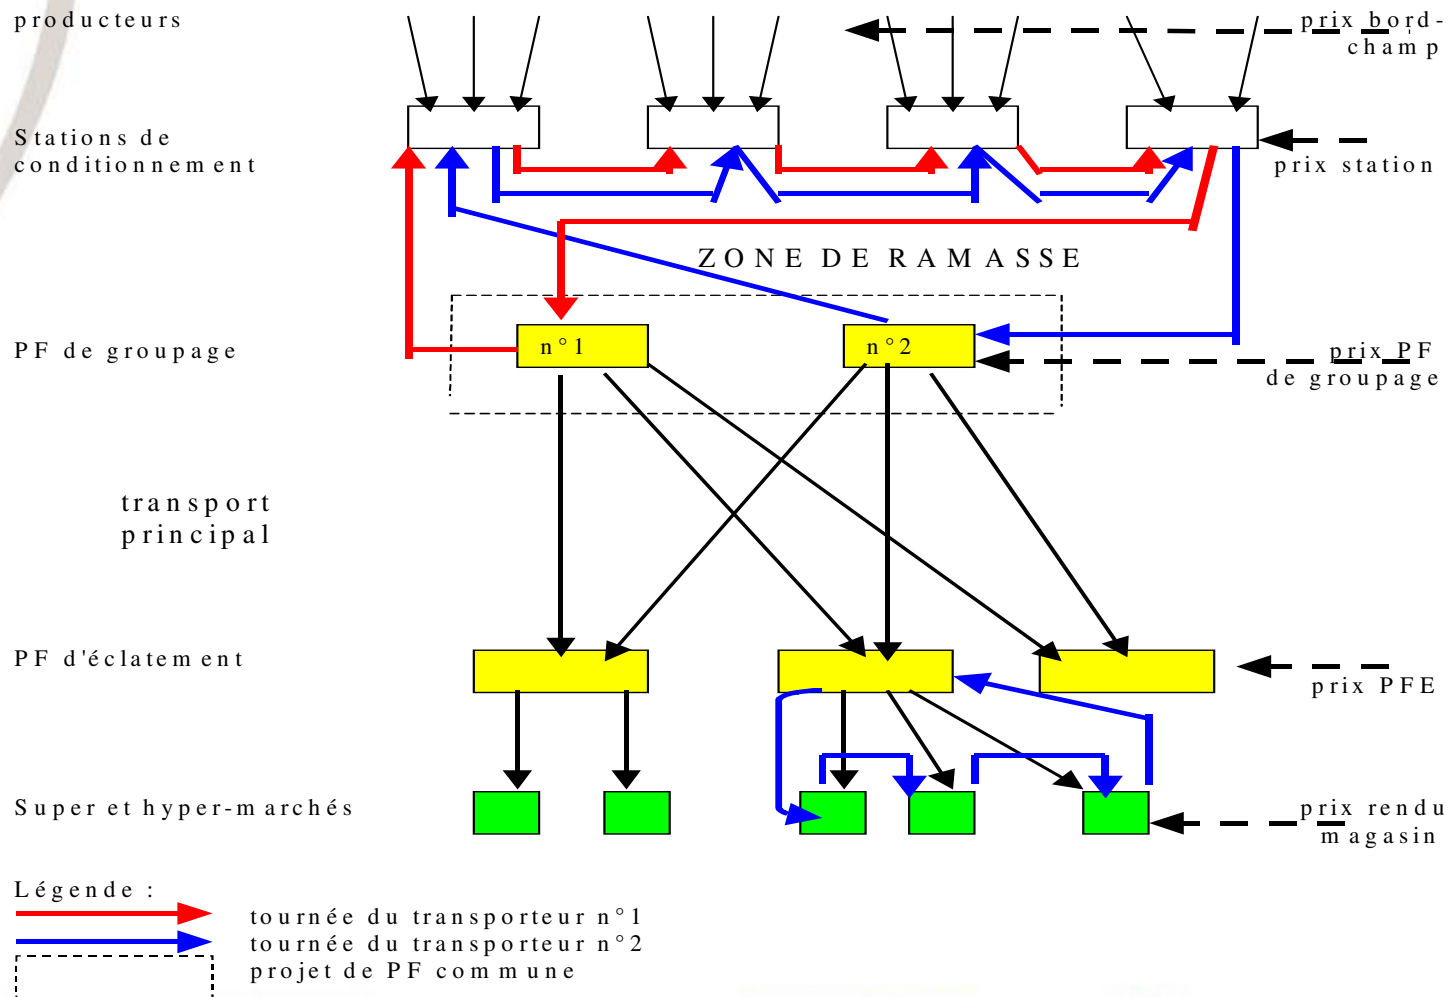 producteurs
prix bord-
champ
Stations de
conditionnement
prix station
ZONE DE RAMASSE
PF de groupage
n°1
n°2
prix PF
de groupage
transport
principal
PF d'éclatement
prix PFE
Super et hyper-marchés
prix rendu
magasin
Légende :
tournée du transporteur n°1
tournée du transporteur n°2
projet de PF commune